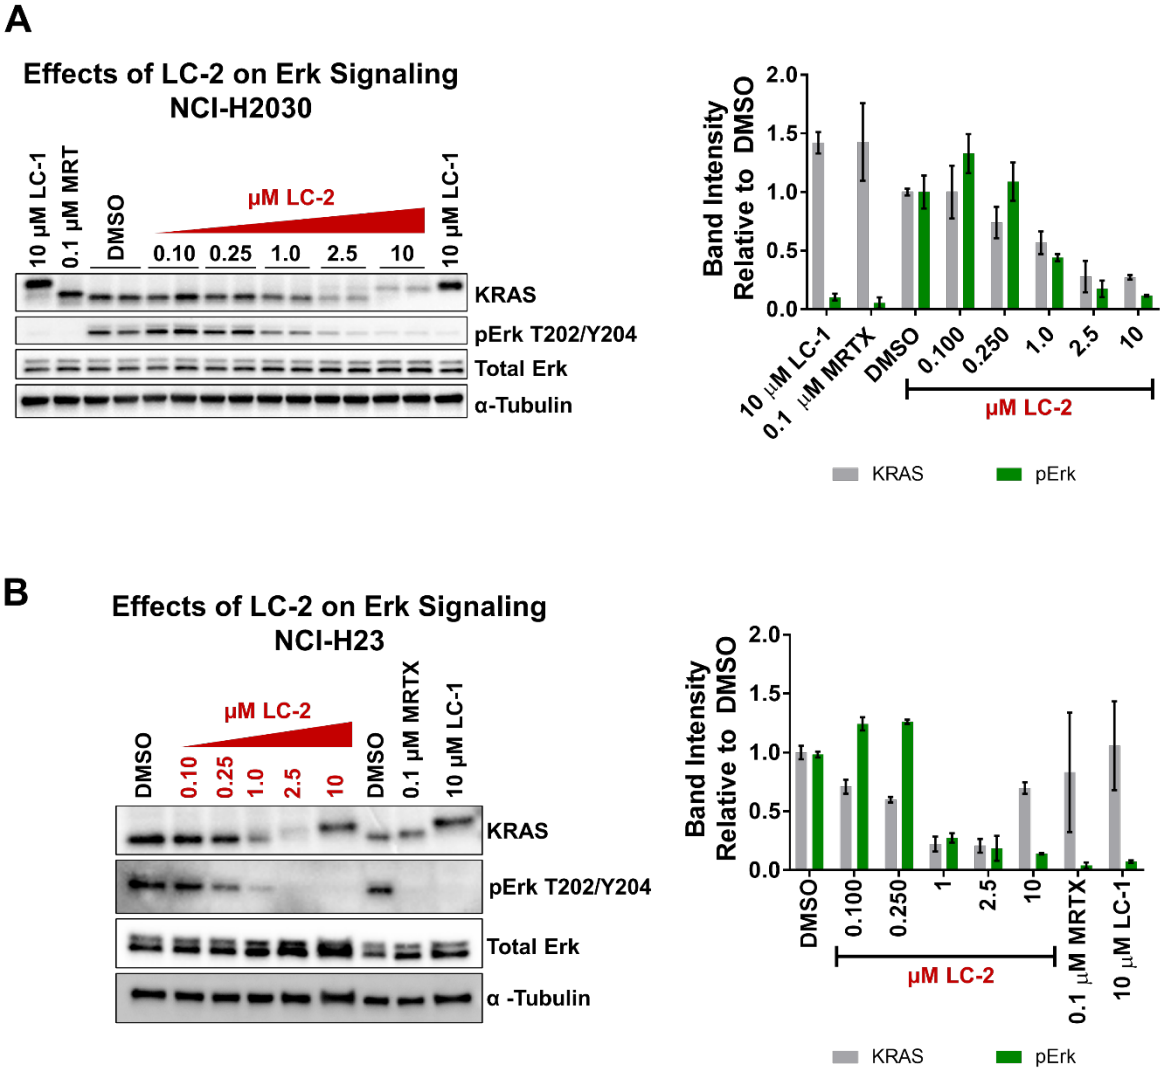 A
Effects of LC-2 on Erk Signaling
NCI-H2030
10 µM LC-1
0.1 µM MRT
DMSO
µM LC-2
0.10 0.25 1.0 2.5 10
10 µM LC-1
KRAS
pErk T202/Y204
Total Erk
α-Tubulin
Band Intensity
Relative to DMSO
2.0
1.5
1.0
0.5
0.0
10 µM LC-1
0.1 µM MRTX
DMSO
0.100
0.250
1.0
2.5
10
µM LC-2
KRAS pErk
B
Effects of LC-2 on Erk Signaling
NCI-H23
DMSO
µM LC-2
0.10
0.25
1.0
2.5
10
DMSO
0.1 µM MRTX
10 µM LC-1
KRAS
pErk T202/Y204
Total Erk
α -Tubulin
Band Intensity
Relative to DMSO
2.0
1.5
1.0
0.5
0.0
DMSO
0.100
0.250
1
2.5
10
0.1 µM MRTX
10 µM LC-1
µM LC-2
KRAS pErk